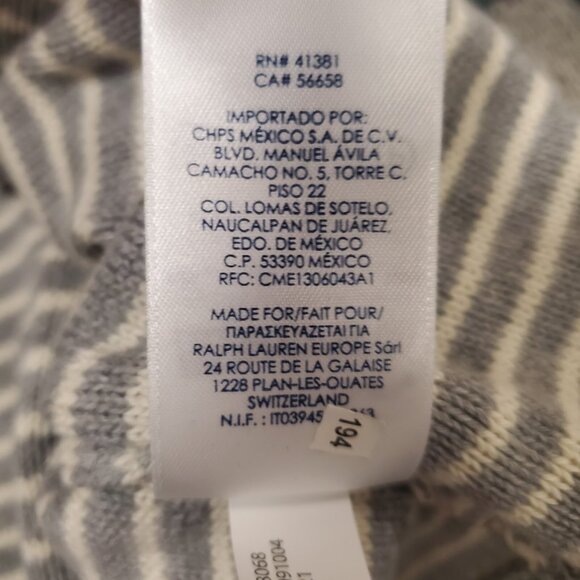 RN# 41381
CA# 56658
IMPORTADO POR:
CHPS MÉXICO S.A. DE C.V.
BLVD. MANUEL ÁVILA
CAMACHO NO. 5, TORRE C,
PISO 22
COL. LOMAS DE SOTELO,
NAUCALPAN DE JUÁREZ,
EDO. DE MÉXICO
C.P. 53390 MÉXICO
RFC: CME1306043A1
MADE FOR/FAIT POUR/
ΠΑΡΑΣΚΕΥΑΖΕΤΑΙ ΓΙΑ
RALPH LAUREN EUROPE Sárl
24 ROUTE DE LA GALAISE
1228 PLAN-LES-OUATES
SWITZERLAND
N.I.F. : IT03945
194